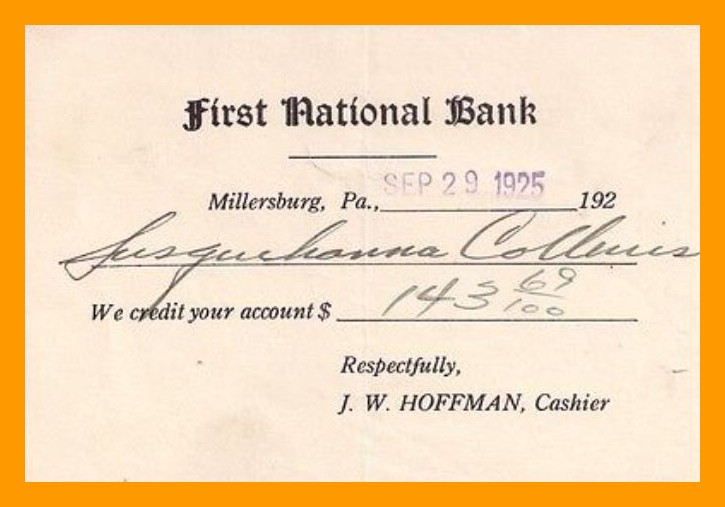 First National Bank
SEP 29 1925
Millersburg, Pa., 192
Susquehanna Collieries
We credit your account $ 143 69/100
Respectfully,
J. W. HOFFMAN, Cashier